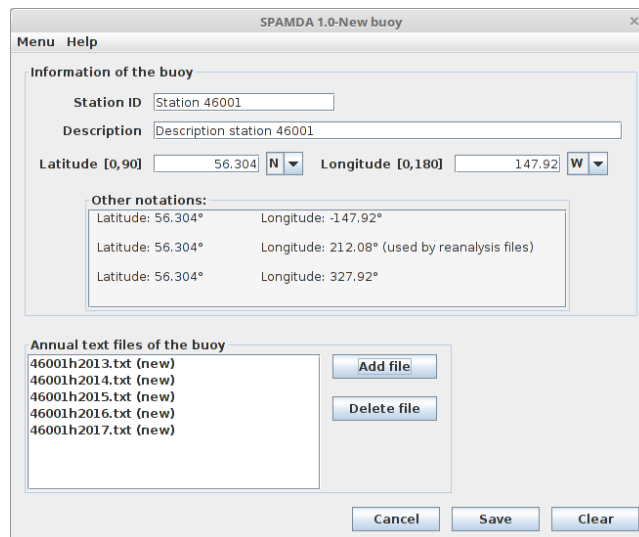 SPAMDA 1.0-New buoy ×
Menu Help
Information of the buoy
Station ID Station 46001
Description Description station 46001
Latitude [0,90] 56.304 N Longitude [0,180] 147.92 W
Other notations:
Latitude: 56.304° Longitude: -147.92°
Latitude: 56.304° Longitude: 212.08° (used by reanalysis files)
Latitude: 56.304° Longitude: 327.92°
Annual text files of the buoy
46001h2013.txt (new)
46001h2014.txt (new)
46001h2015.txt (new)
46001h2016.txt (new)
46001h2017.txt (new)
Add file
Delete file
Cancel Save Clear